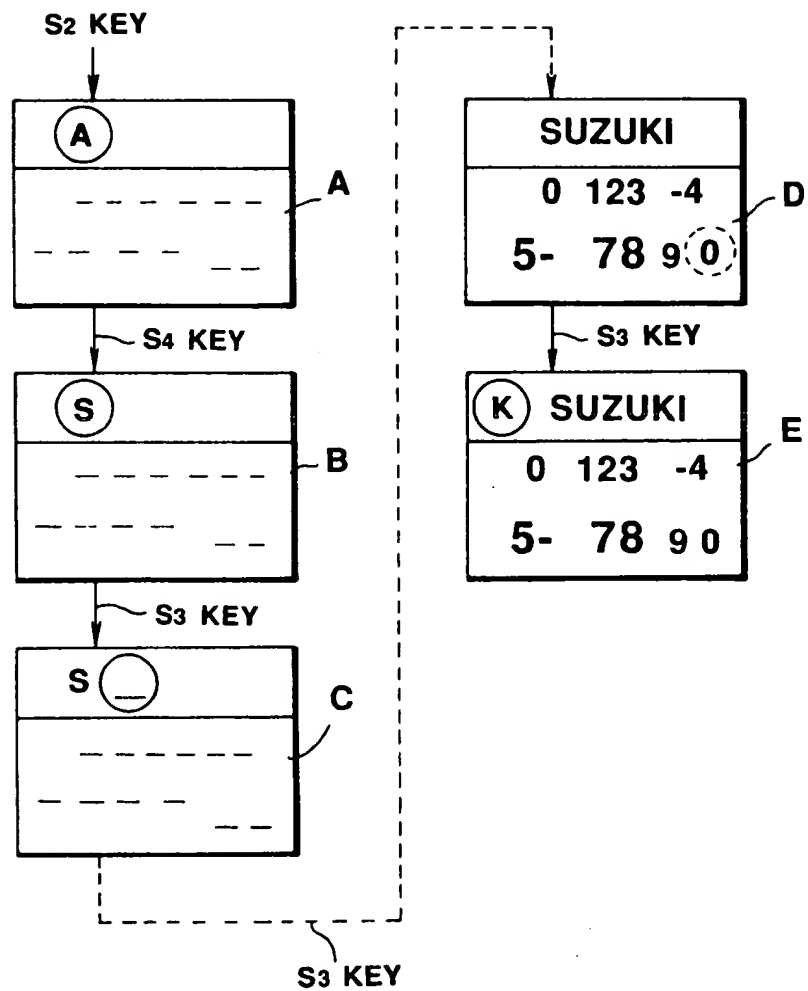 S2 KEY
A
A
S4 KEY
S
B
S3 KEY
S _
C
S3 KEY
SUZUKI
0 123 -4
5- 78 9 0
D
S3 KEY
K SUZUKI
0 123 -4
5- 78 9 0
E